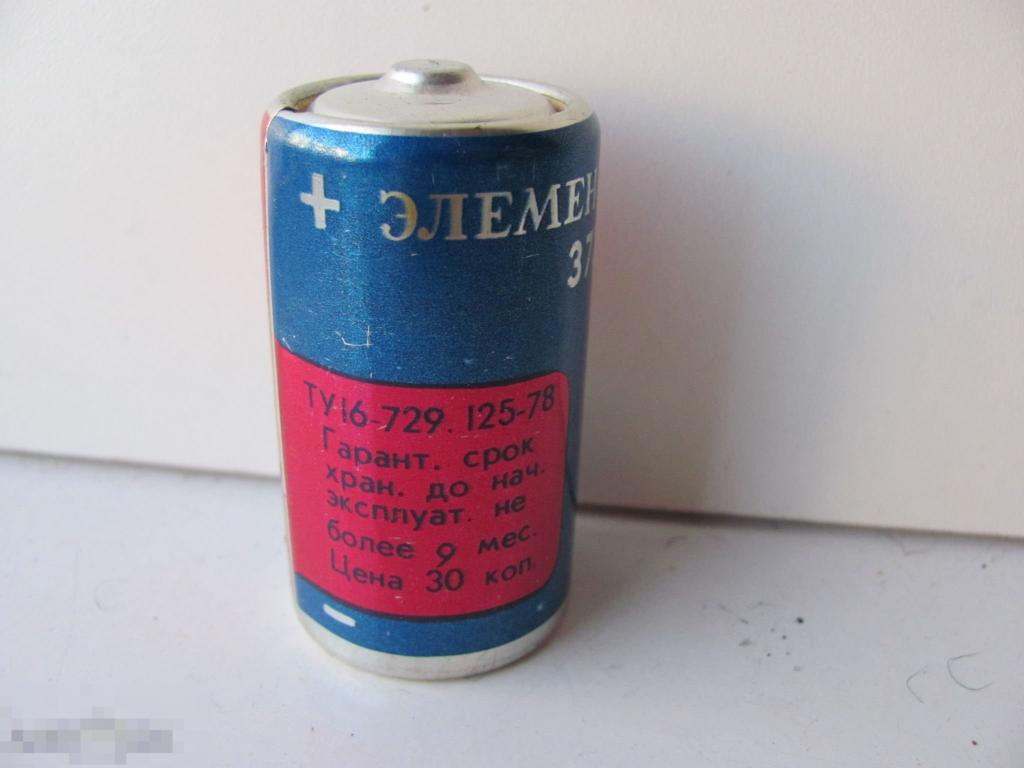 + ЭЛЕМЕН
37
ТУ16-729.125-78
Гарант. срок
хран. до нач.
эксплуат. не
более 9 мес.
Цена 30 коп.
−